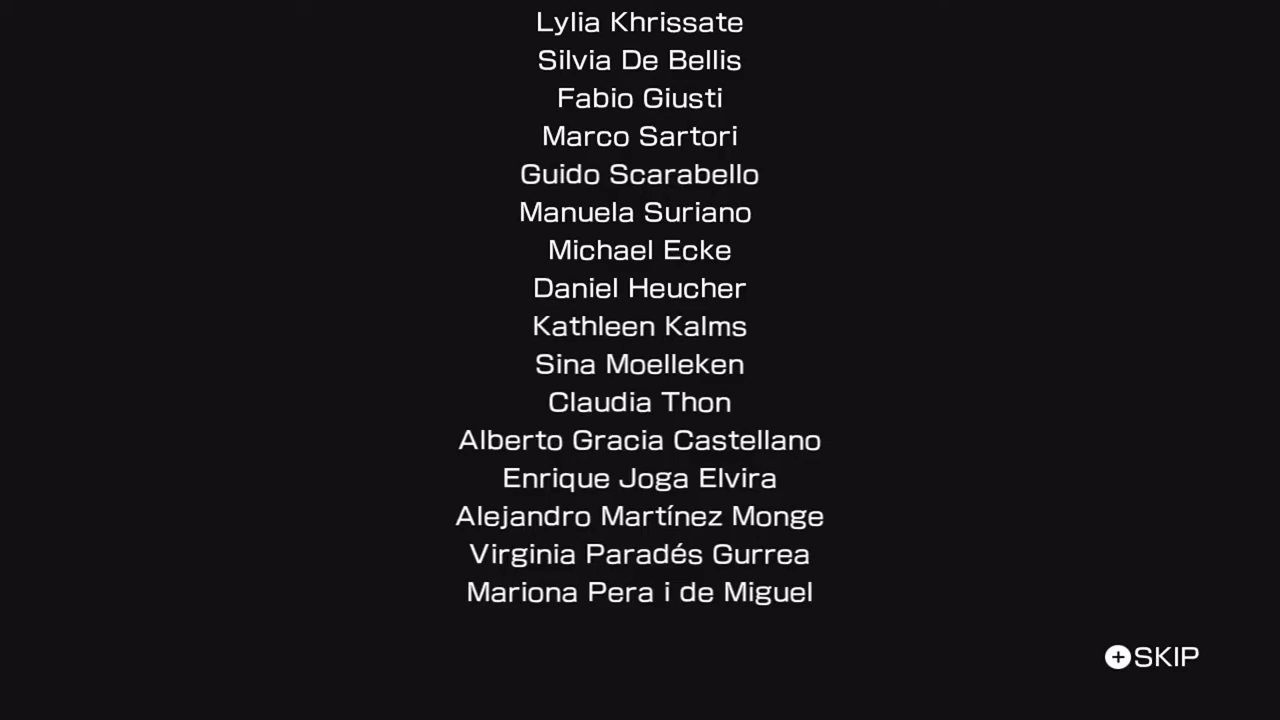 Lylia Khrissate
Silvia De Bellis
Fabio Giusti
Marco Sartori
Guido Scarabello
Manuela Suriano
Michael Ecke
Daniel Heucher
Kathleen Kalms
Sina Moelleken
Claudia Thon
Alberto Gracia Castellano
Enrique Joga Elvira
Alejandro Martínez Monge
Virginia Paradés Gurrea
Mariona Pera i de Miguel
+SKIP